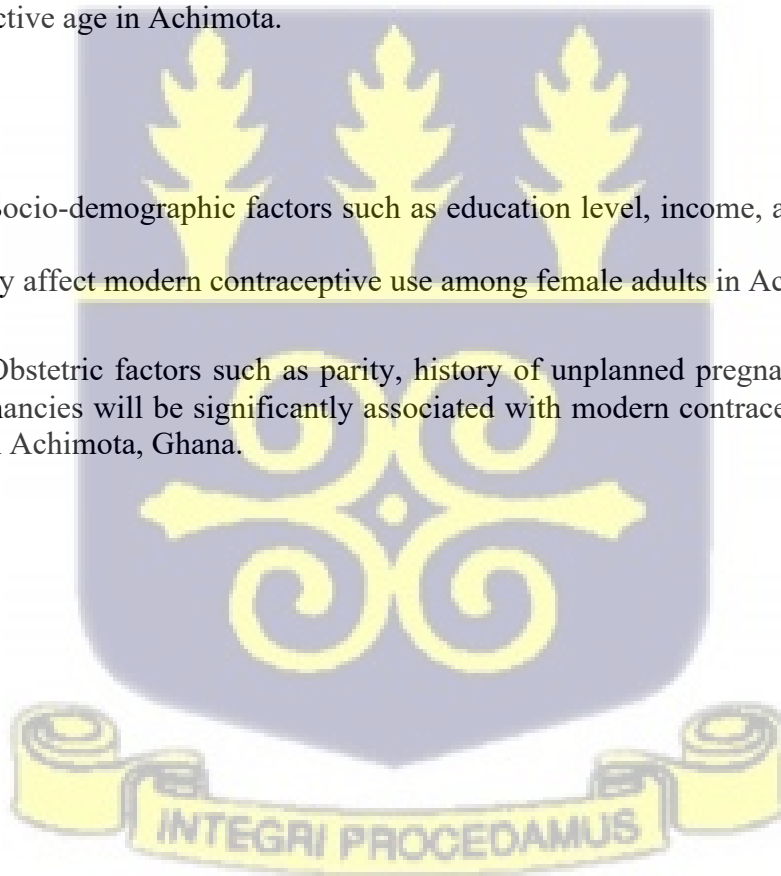 ctive age in Achimota.
Socio-demographic factors such as education level, income, a
y affect modern contraceptive use among female adults in Ac
Obstetric factors such as parity, history of unplanned pregna
nancies will be significantly associated with modern contrace
Achimota, Ghana.
INTEGRI PROCEDAMUS